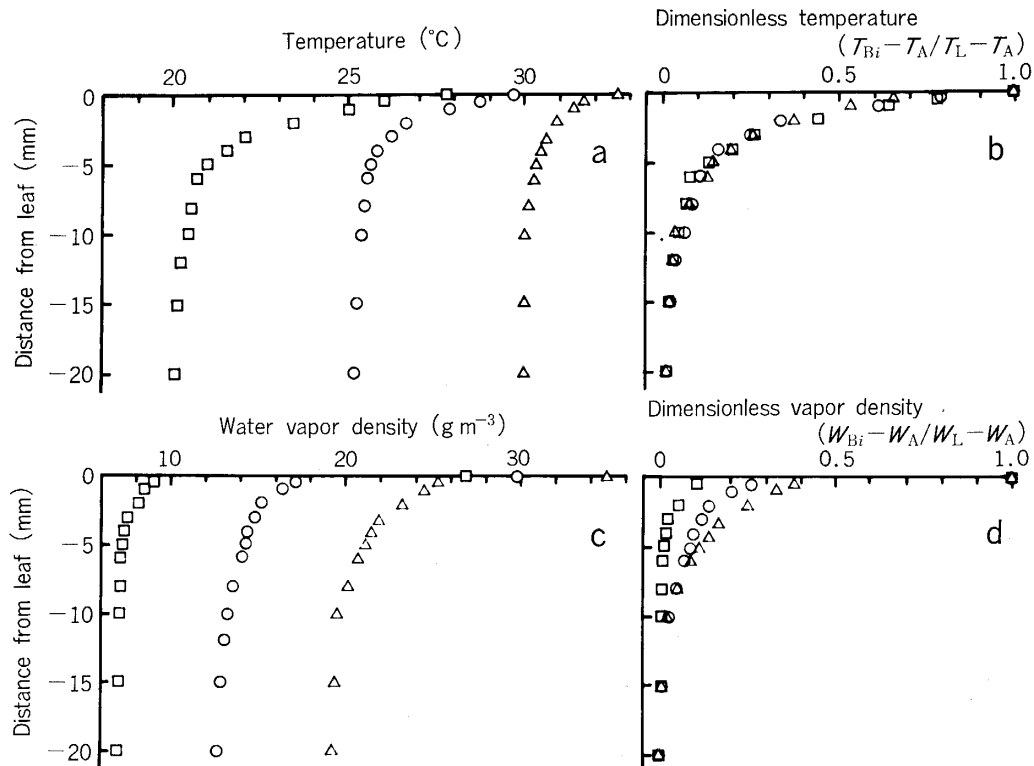 Temperature (°C)
20 25 30
0
−5
−10
−15
−20
Distance from leaf (mm)
a
Dimensionless temperature
(T_Bi−T_A/T_L−T_A)
0 0.5 1.0
b
Water vapor density (g m⁻³)
10 20 30
0
−5
−10
−15
−20
Distance from leaf (mm)
c
Dimensionless vapor density
(W_Bi−W_A/W_L−W_A)
0 0.5 1.0
d